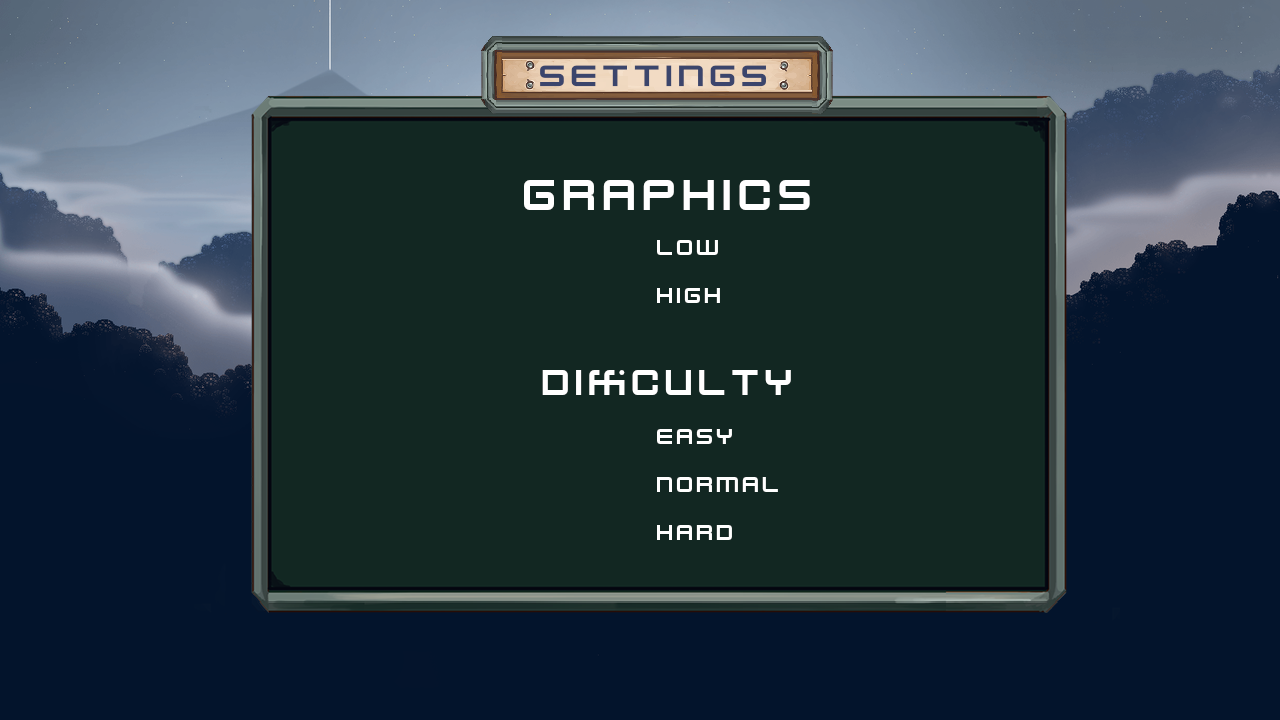 SETTINGS
GRAPHICS
LOW
HIGH
DIffiCULTY
EASY
NORMAL
HARD